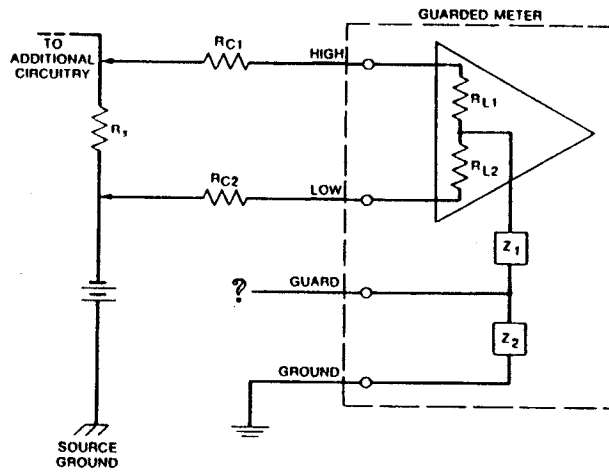 GUARDED METER
TO
ADDITIONAL
CIRCUITRY
RC1
HIGH
RL1
Rs
RL2
RC2
LOW
Z1
?
GUARD
Z2
GROUND
SOURCE
GROUND